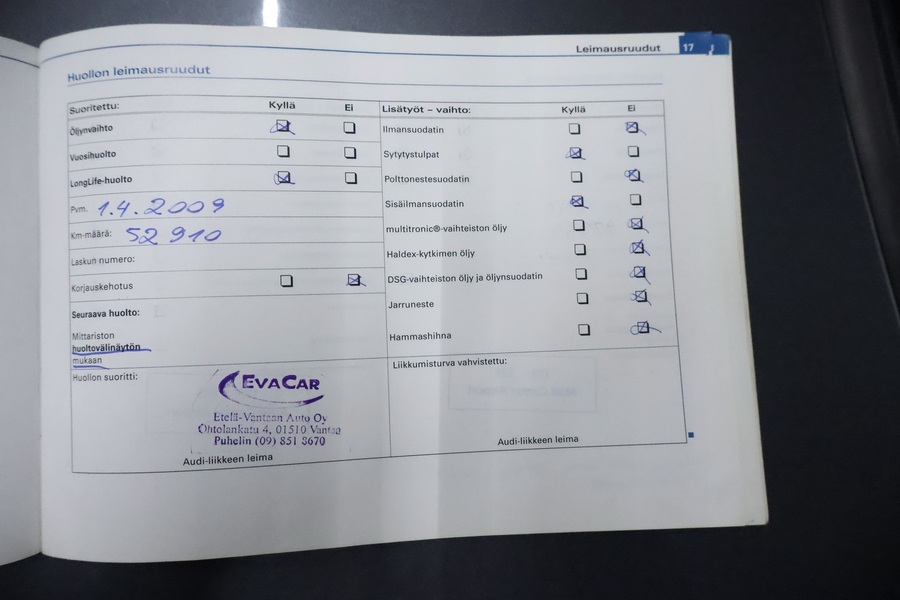 Leimausruudut 17
Huollon leimausruudut
Suoritettu: Kyllä Ei
Öljynvaihto
Vuosihuolto
LongLife-huolto
Pvm. 1.4.2009
Km-määrä: 52 910
Laskun numero:
Korjauskehotus
Seuraava huolto:
Mittariston
huoltovälinäytön
mukaan
Huollon suoritti:
EVACAR
Etelä-Vantaan Auto Oy
Ohtolankatu 4, 01510 Vantaa
Puhelin (09) 851 3670
Audi-liikkeen leima
Lisätyöt – vaihto: Kyllä Ei
Ilmansuodatin
Sytytystulpat
Polttonestesuodatin
Sisäilmansuodatin
multitronic®-vaihteiston öljy
Haldex-kytkimen öljy
DSG-vaihteiston öljy ja öljynsuodatin
Jarruneste
Hammashihna
Liikkumisturva vahvistettu:
Audi-liikkeen leima